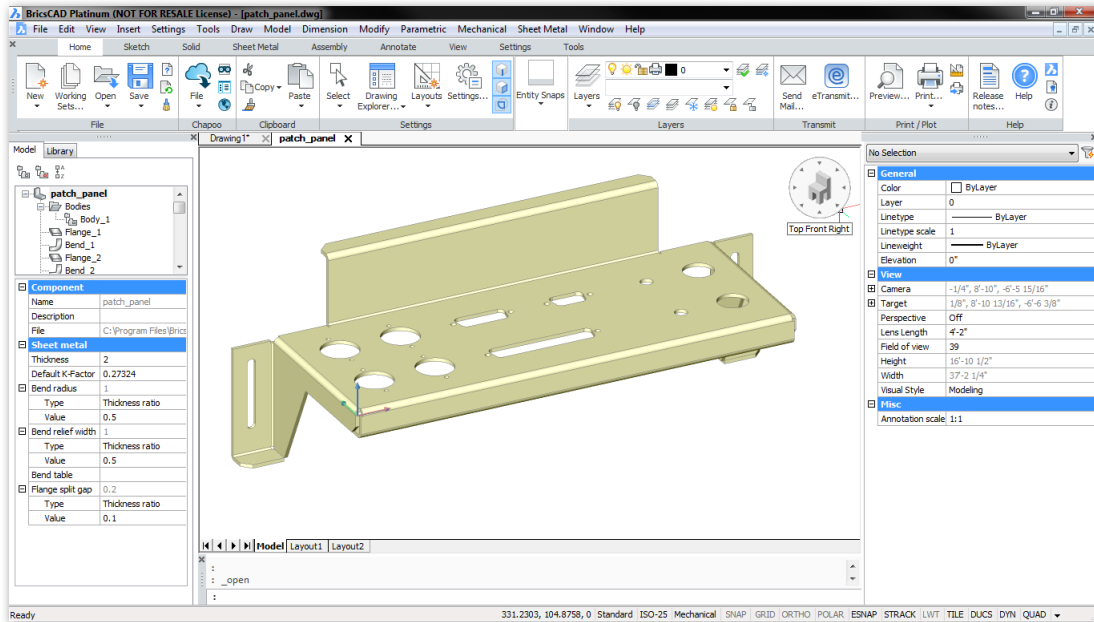 BricsCAD Platinum (NOT FOR RESALE License) - [patch_panel.dwg]
File Edit View Insert Settings Tools Draw Model Dimension Modify Parametric Mechanical Sheet Metal Window Help
Home Sketch Solid Sheet Metal Assembly Annotate View Settings Tools
New Working Sets... Open Save File Copy Paste Select Drawing Explorer... Layouts Settings... Entity Snaps Layers 0 Send Mail... eTransmit... Preview... Print... Release notes... Help
File Chapoo Clipboard Settings Layers Transmit Print / Plot Help
Drawing1* patch_panel
Model Library
patch_panel
Bodies
Body_1
Flange_1
Bend_1
Flange_2
Bend_2
Component
Name patch_panel
Description
File C:\Program Files\Brics
Sheet metal
Thickness 2
Default K-Factor 0.27324
Bend radius 1
Type Thickness ratio
Value 0.5
Bend relief width 1
Type Thickness ratio
Value 0.5
Bend table
Flange split gap 0.2
Type Thickness ratio
Value 0.1
Top Front Right
Model Layout1 Layout2
:
: _open
:
No Selection
General
Color ByLayer
Layer 0
Linetype ByLayer
Linetype scale 1
Lineweight ByLayer
Elevation 0"
View
Camera -1/4", 8'-10", -6'-5 15/16"
Target 1/8", 8'-10 13/16", -6'-6 3/8"
Perspective Off
Lens Length 4'-2"
Field of view 39
Height 16'-10 1/2"
Width 37'-2 1/4"
Visual Style Modeling
Misc
Annotation scale 1:1
Ready 331.2303, 104.8758, 0 Standard ISO-25 Mechanical SNAP GRID ORTHO POLAR ESNAP STRACK LWT TILE DUCS DYN QUAD